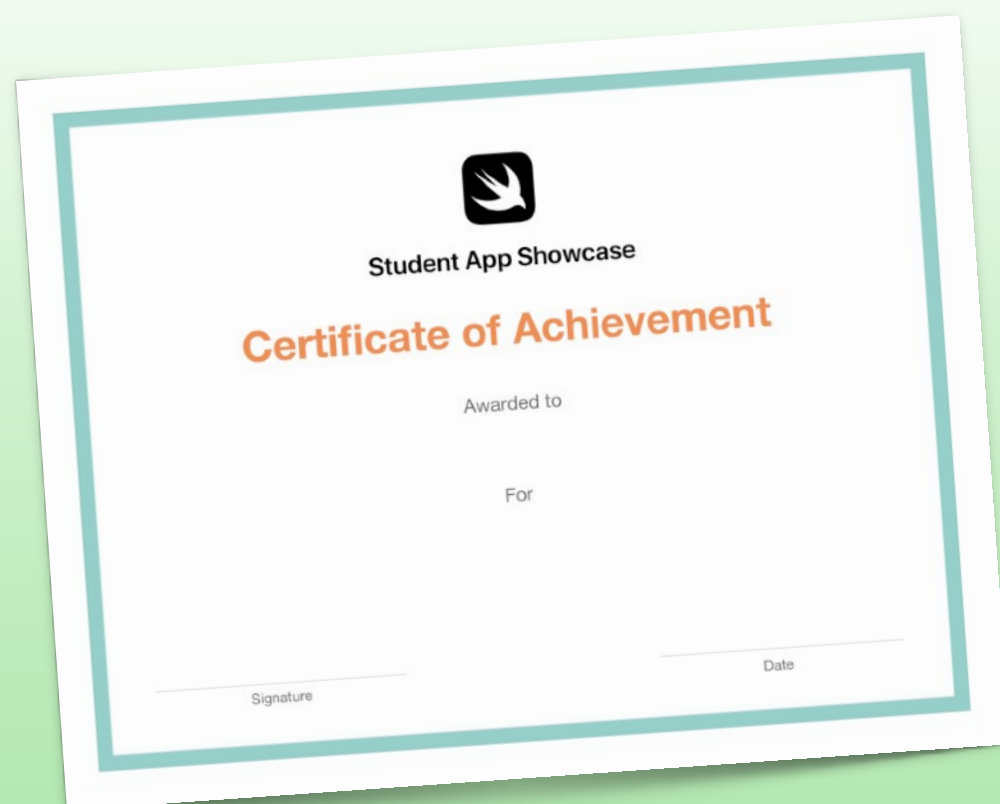 Student App Showcase
Certificate of Achievement
Awarded to
For
Signature
Date